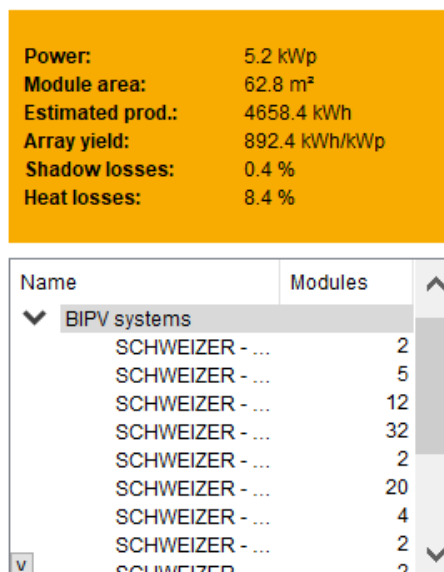 Power: 5.2 kWp
Module area: 62.8 m²
Estimated prod.: 4658.4 kWh
Array yield: 892.4 kWh/kWp
Shadow losses: 0.4 %
Heat losses: 8.4 %
Name Modules
BIPV systems
SCHWEIZER - ... 2
SCHWEIZER - ... 5
SCHWEIZER - ... 12
SCHWEIZER - ... 32
SCHWEIZER - ... 2
SCHWEIZER - ... 20
SCHWEIZER - ... 4
SCHWEIZER - ... 2
SCHWEIZER - ... 2
v